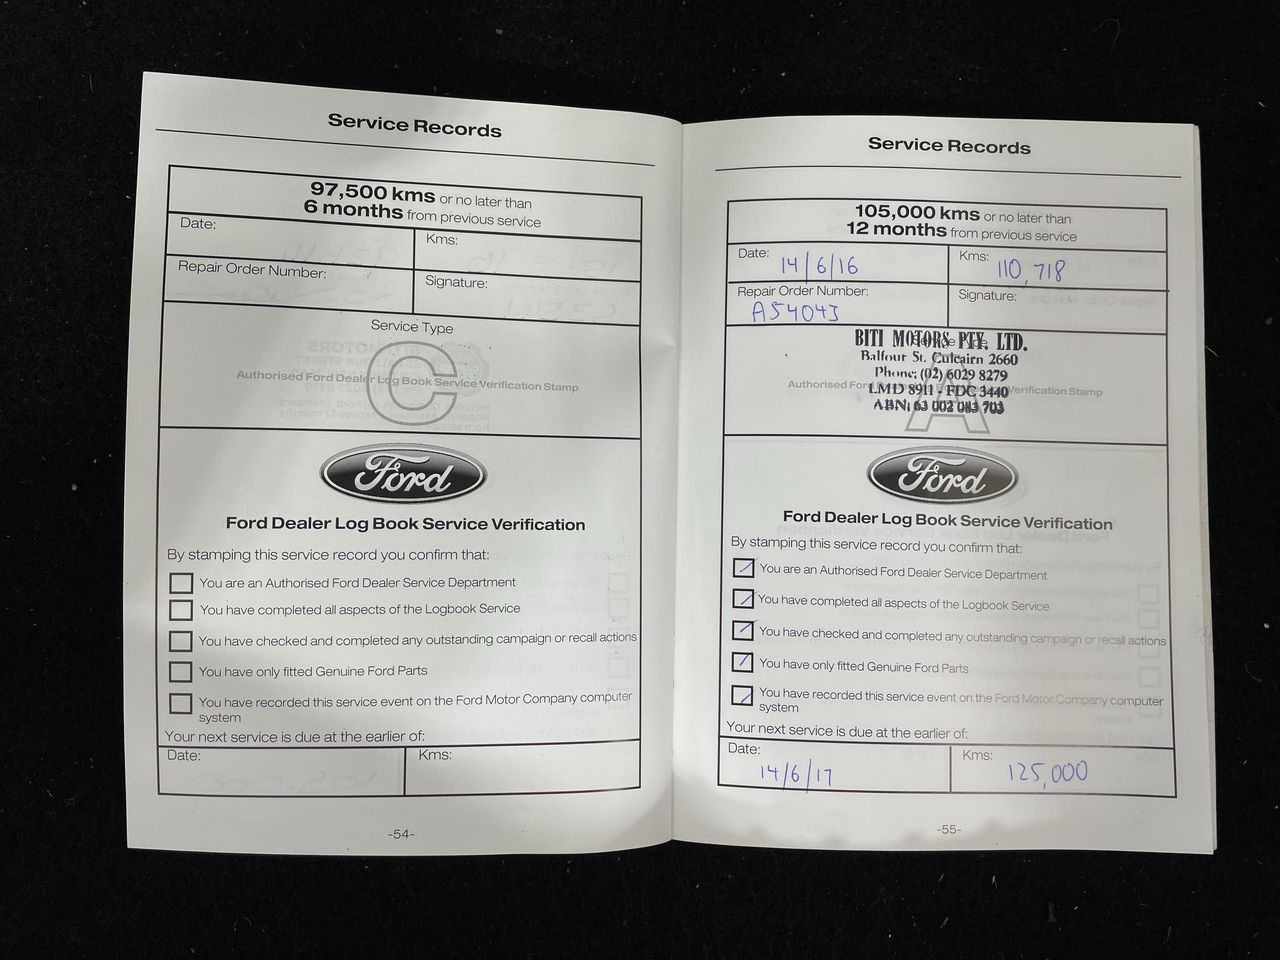 Service Records
97,500 kms or no later than
6 months from previous service
Date:
Kms:
Repair Order Number:
Signature:
Service Type
C
Authorised Ford Dealer Log Book Service Verification Stamp
Ford
Ford Dealer Log Book Service Verification
By stamping this service record you confirm that:
You are an Authorised Ford Dealer Service Department
You have completed all aspects of the Logbook Service
You have checked and completed any outstanding campaign or recall actions
You have only fitted Genuine Ford Parts
You have recorded this service event on the Ford Motor Company computer
system
Your next service is due at the earlier of:
Date:
Kms:
-54-
Service Records
105,000 kms or no later than
12 months from previous service
Date: 14/6/16
Kms: 110,718
Repair Order Number:
A54043
Signature:
BITI MOTORS PTY. LTD.
Balfour St. Culcairn 2660
Phone: (02) 6029 8279
LMD 8911 - FDC 3440
ABN: 63 002 083 703
A
Authorised For Verification Stamp
Ford
Ford Dealer Log Book Service Verification
By stamping this service record you confirm that:
You are an Authorised Ford Dealer Service Department
You have completed all aspects of the Logbook Service
You have checked and completed any outstanding campaign or recall actions
You have only fitted Genuine Ford Parts
You have recorded this service event on the Ford Motor Company computer
system
Your next service is due at the earlier of:
Date:
14/6/17
Kms:
125,000
-55-